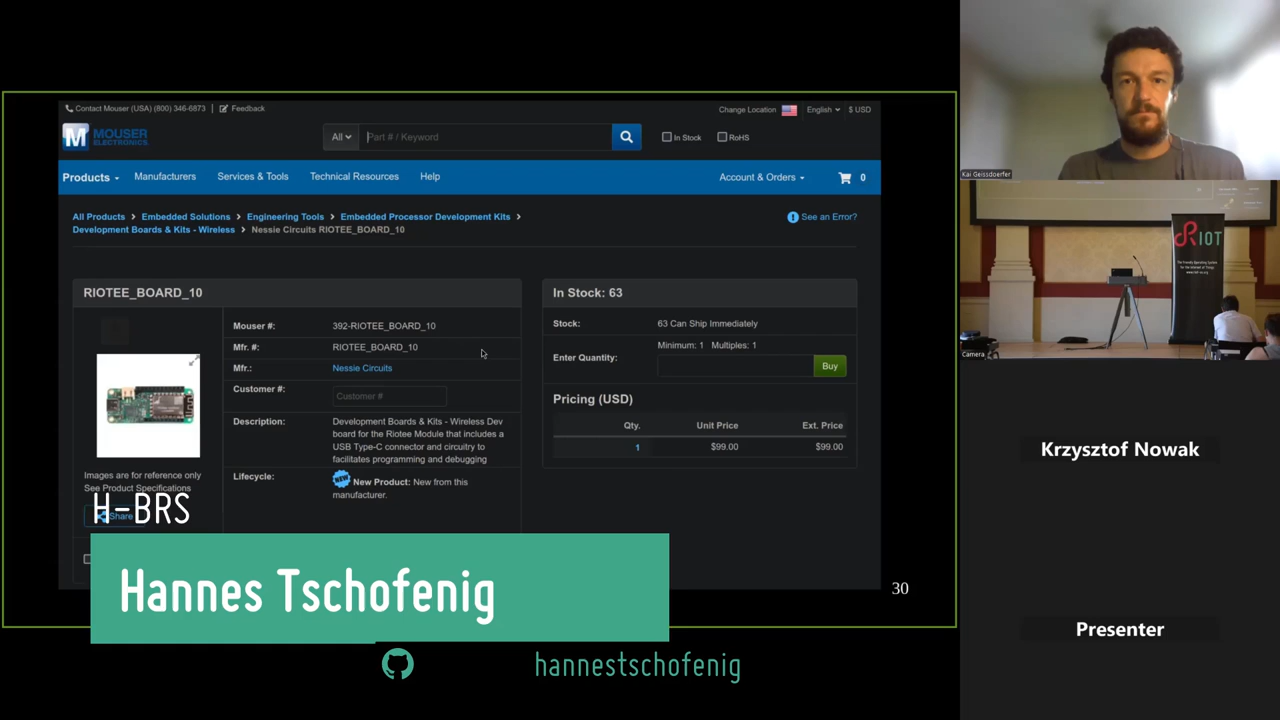 Contact Mouser (USA) (800) 346-6873 | Feedback
Change Location English $ USD
MOUSER
ELECTRONICS
All Part # / Keyword In Stock RoHS
Products Manufacturers Services & Tools Technical Resources Help Account & Orders 0
All Products > Embedded Solutions > Engineering Tools > Embedded Processor Development Kits >
Development Boards & Kits - Wireless > Nessie Circuits RIOTEE_BOARD_10
See an Error?
RIOTEE_BOARD_10
Mouser #: 392-RIOTEE_BOARD_10
Mfr. #: RIOTEE_BOARD_10
Mfr.: Nessie Circuits
Customer #: Customer #
Description: Development Boards & Kits - Wireless Dev
board for the Riotee Module that includes a
USB Type-C connector and circuitry to
facilitates programming and debugging
Lifecycle: New Product: New from this
manufacturer.
NEW
Images are for reference only
See Product Specifications
Share
In Stock: 63
Stock: 63 Can Ship Immediately
Minimum: 1 Multiples: 1
Enter Quantity: Buy
Pricing (USD)
Qty. Unit Price Ext. Price
1 $99.00 $99.00
30
H-BRS
Hannes Tschofenig
hannestschofenig
Kai Geissdoerfer
RIOT
Camera
Krzysztof Nowak
Presenter